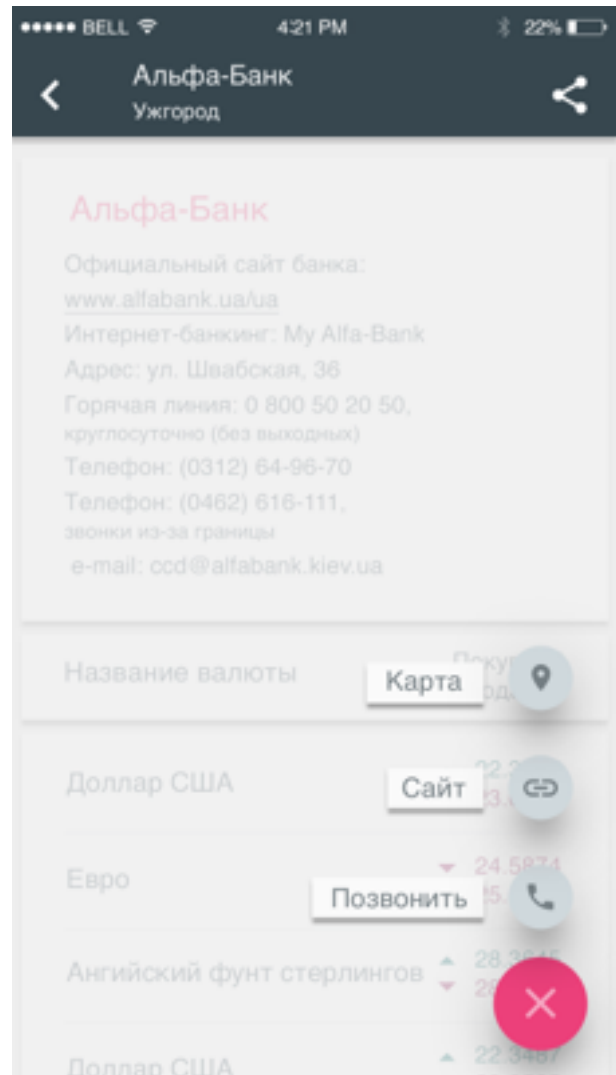 BELL 4:21 PM 22%
Альфа-Банк
Ужгород
Альфа-Банк
Официальный сайт банка:
www.alfabank.ua/ua
Интернет-банкинг: My Alfa-Bank
Адрес: ул. Швабская, 36
Горячая линия: 0 800 50 20 50,
круглосуточно (без выходных)
Телефон: (0312) 64-96-70
Телефон: (0462) 616-111,
звонки из-за границы
e-mail: ccd@alfabank.kiev.ua
Название валюты
Карта
Доллар США
Сайт
Евро 24.5874
Позвонить
Ангийский фунт стерлингов 28.3645
Доллар США 22.3487